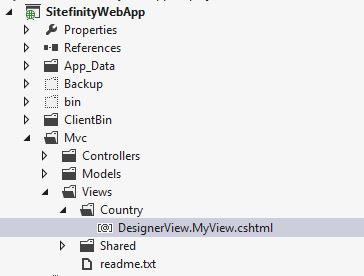 SitefinityWebApp
Properties
References
App_Data
Backup
bin
ClientBin
Mvc
Controllers
Models
Views
Country
DesignerView.MyView.cshtml
Shared
readme.txt